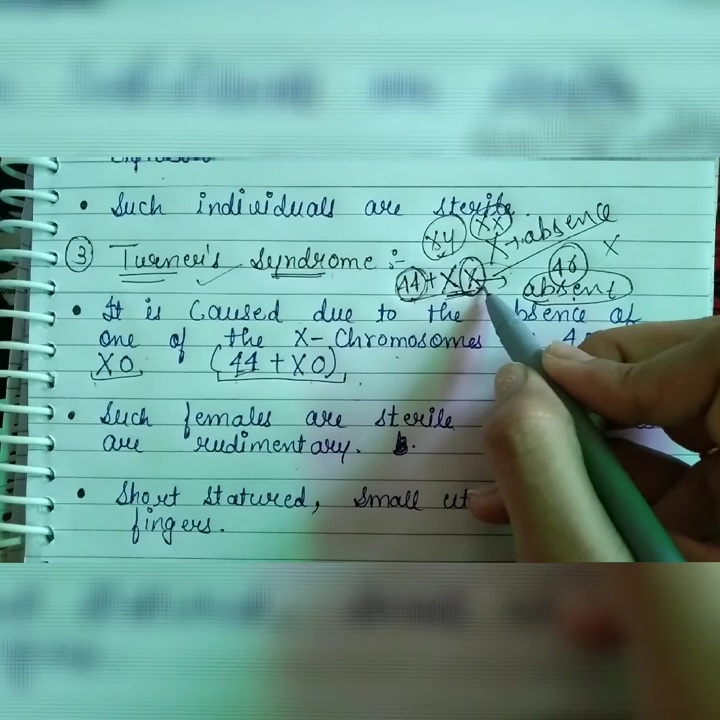 Such individuals are sterile
xy xx
X → absence
③ Turner's Syndrome :-
44 + X X → absent
46 X
It is caused due to the absence of
one of the X- Chromosomes
XO (44 + XO)
Such females are sterile
are rudimentary.
Short statured, small
fingers.